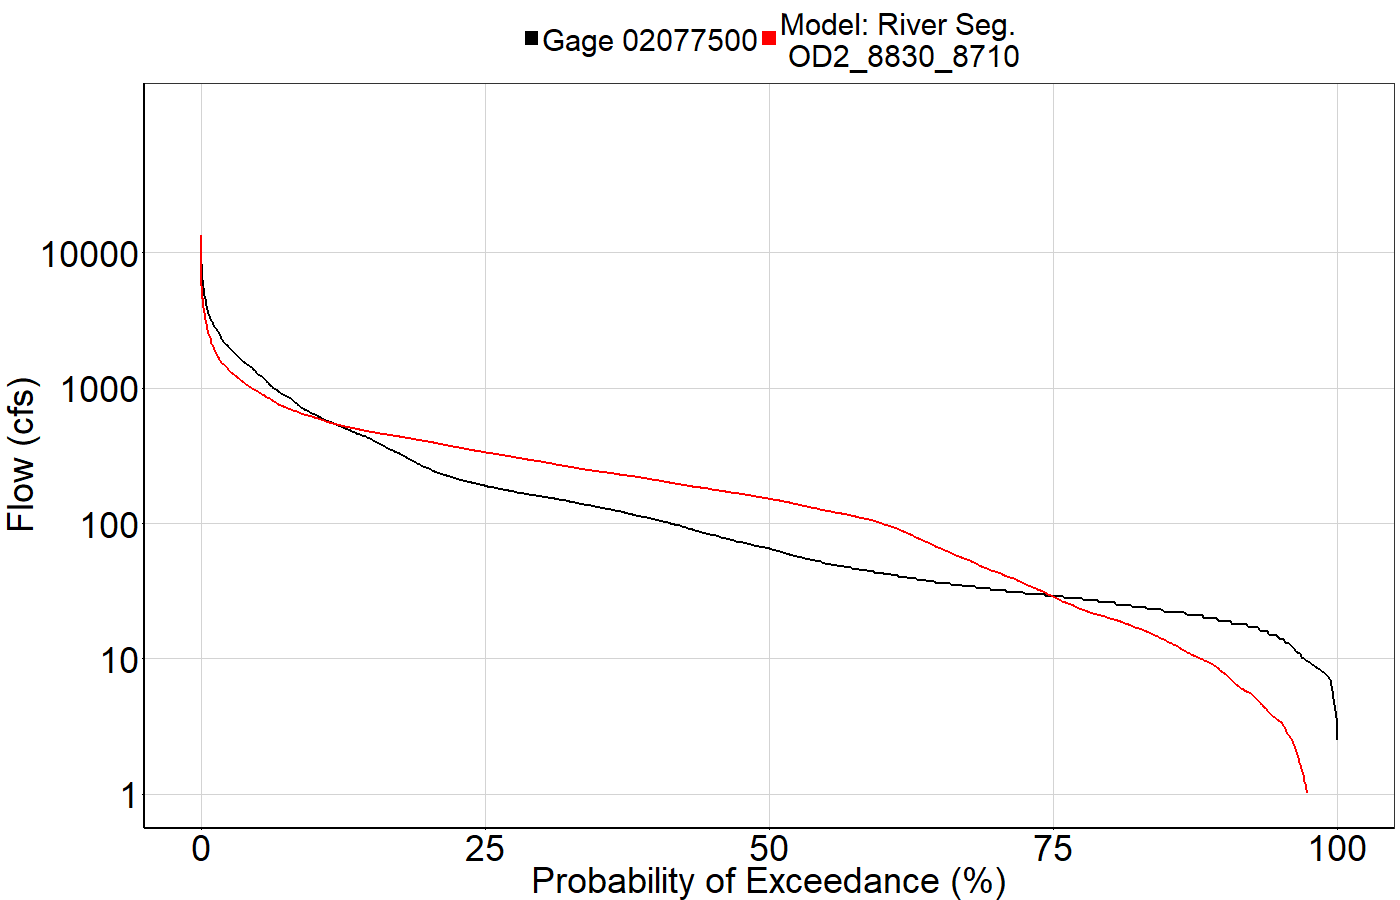 Gage 02077500
Model: River Seg.
OD2_8830_8710
Flow (cfs)
10000
1000
100
10
1
0 25 50 75 100
Probability of Exceedance (%)